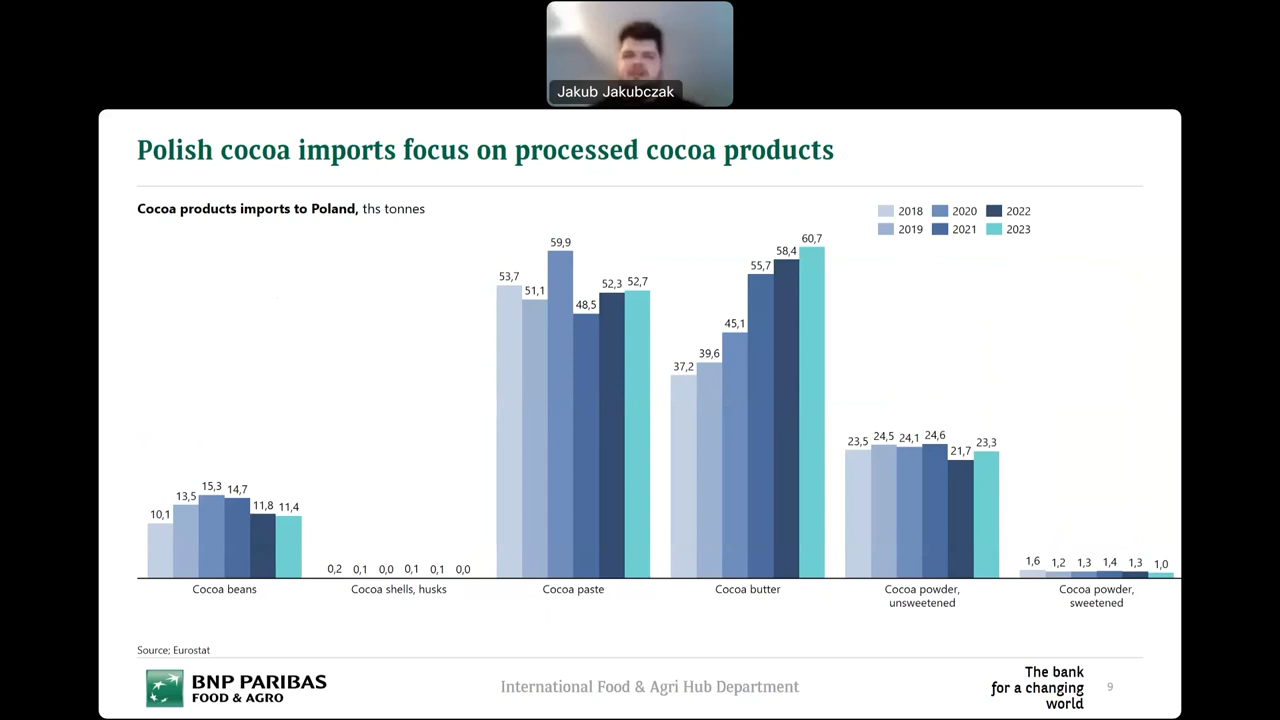 Jakub Jakubczak
Polish cocoa imports focus on processed cocoa products
Cocoa products imports to Poland, ths tonnes
2018 2020 2022
2019 2021 2023
10,1 13,5 15,3 14,7 11,8 11,4
0,2 0,1 0,0 0,1 0,1 0,0
53,7 51,1 59,9 48,5 52,3 52,7
37,2 39,6 45,1 55,7 58,4 60,7
23,5 24,5 24,1 24,6 21,7 23,3
1,6 1,2 1,3 1,4 1,3 1,0
Cocoa beans
Cocoa shells, husks
Cocoa paste
Cocoa butter
Cocoa powder,
unsweetened
Cocoa powder,
sweetened
Source; Eurostat
BNP PARIBAS
FOOD & AGRO
International Food & Agri Hub Department
The bank
for a changing
world
9